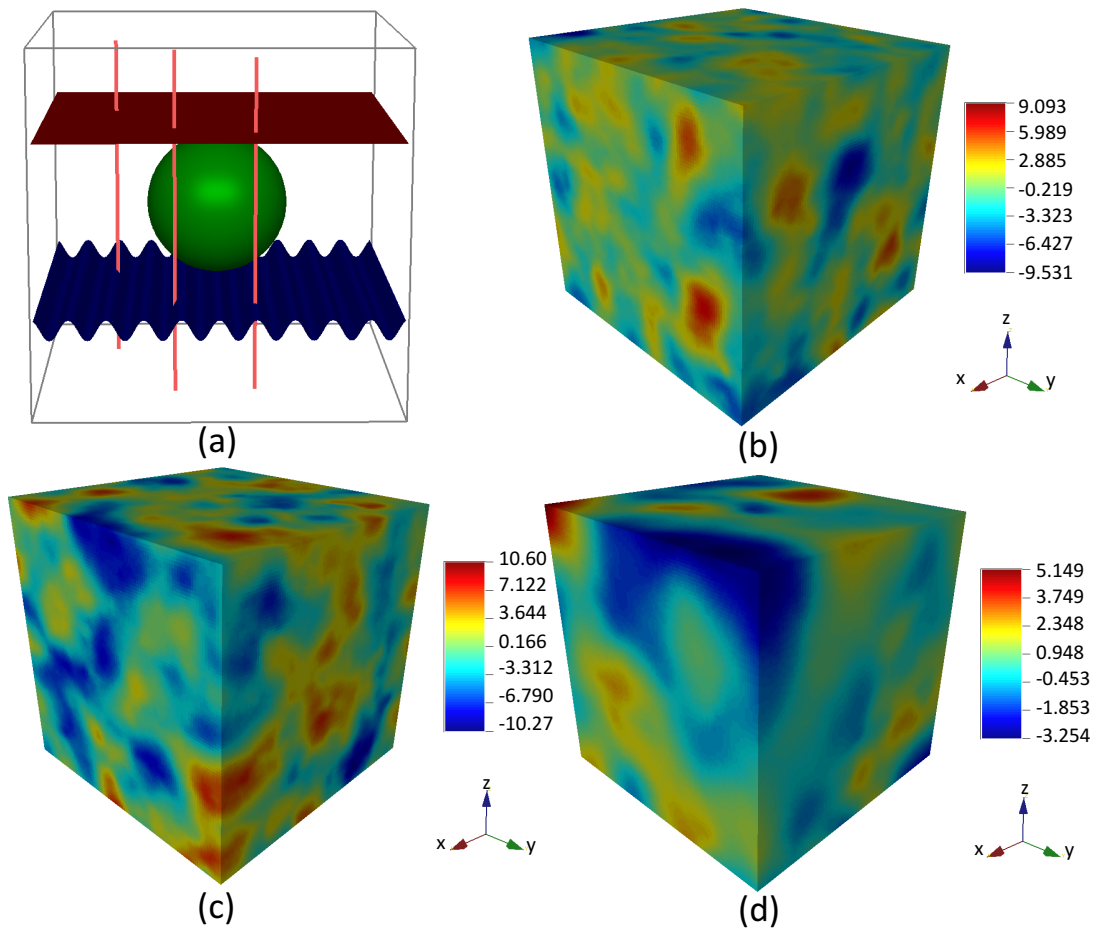 (a)
9.093
5.989
2.885
-0.219
-3.323
-6.427
-9.531
z
x
y
(b)
10.60
7.122
3.644
0.166
-3.312
-6.790
-10.27
z
x
y
(c)
5.149
3.749
2.348
0.948
-0.453
-1.853
-3.254
z
x
y
(d)